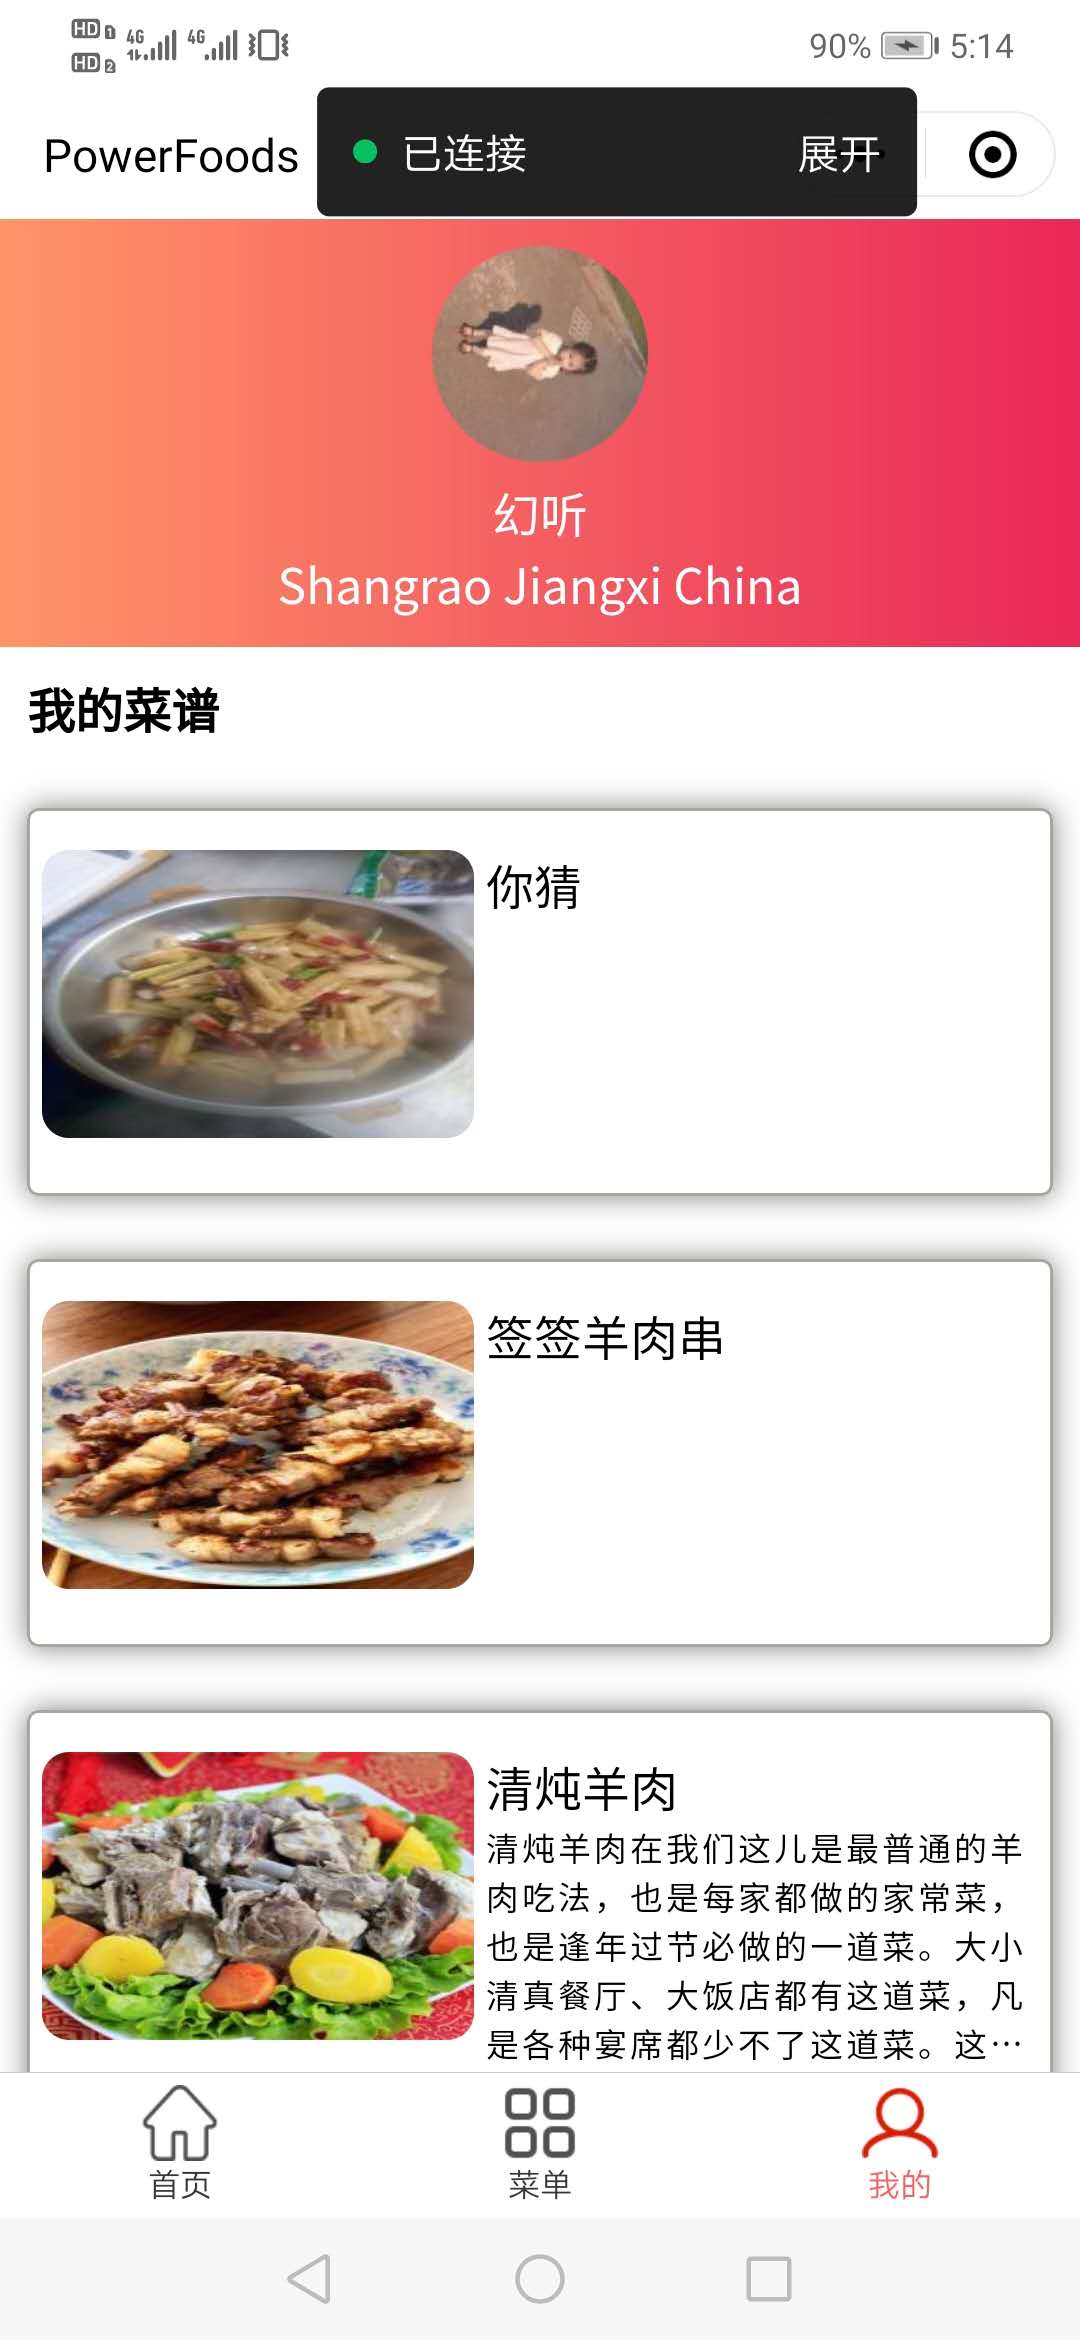 HD 1 4G 4G
HD 2
90% 5:14
PowerFoods
已连接
展开
幻听
Shangrao Jiangxi China
我的菜谱
你猜
签签羊肉串
清炖羊肉
清炖羊肉在我们这儿是最普通的羊
肉吃法，也是每家都做的家常菜，
也是逢年过节必做的一道菜。大小
清真餐厅、大饭店都有这道菜，凡
是各种宴席都少不了这道菜。这…
首页
菜单
我的